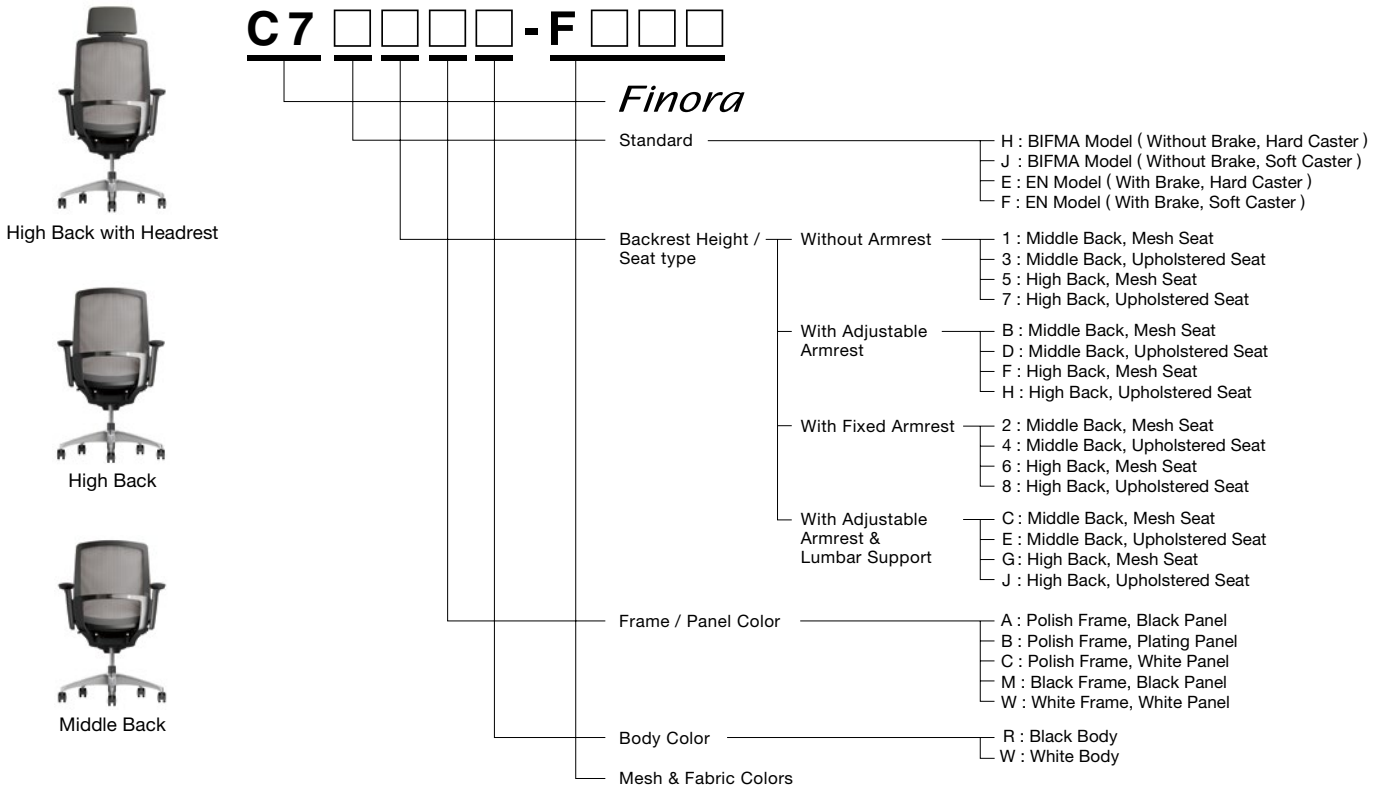 C7 □□□□-F□□□
Finora
Standard
H : BIFMA Model ( Without Brake, Hard Caster )
J : BIFMA Model ( Without Brake, Soft Caster )
E : EN Model ( With Brake, Hard Caster )
F : EN Model ( With Brake, Soft Caster )
High Back with Headrest
Backrest Height /
Seat type
Without Armrest
1 : Middle Back, Mesh Seat
3 : Middle Back, Upholstered Seat
5 : High Back, Mesh Seat
7 : High Back, Upholstered Seat
With Adjustable
Armrest
B : Middle Back, Mesh Seat
D : Middle Back, Upholstered Seat
F : High Back, Mesh Seat
H : High Back, Upholstered Seat
High Back
With Fixed Armrest
2 : Middle Back, Mesh Seat
4 : Middle Back, Upholstered Seat
6 : High Back, Mesh Seat
8 : High Back, Upholstered Seat
With Adjustable
Armrest &
Lumbar Support
C : Middle Back, Mesh Seat
E : Middle Back, Upholstered Seat
G : High Back, Mesh Seat
J : High Back, Upholstered Seat
Middle Back
Frame / Panel Color
A : Polish Frame, Black Panel
B : Polish Frame, Plating Panel
C : Polish Frame, White Panel
M : Black Frame, Black Panel
W : White Frame, White Panel
Body Color
R : Black Body
W : White Body
Mesh & Fabric Colors